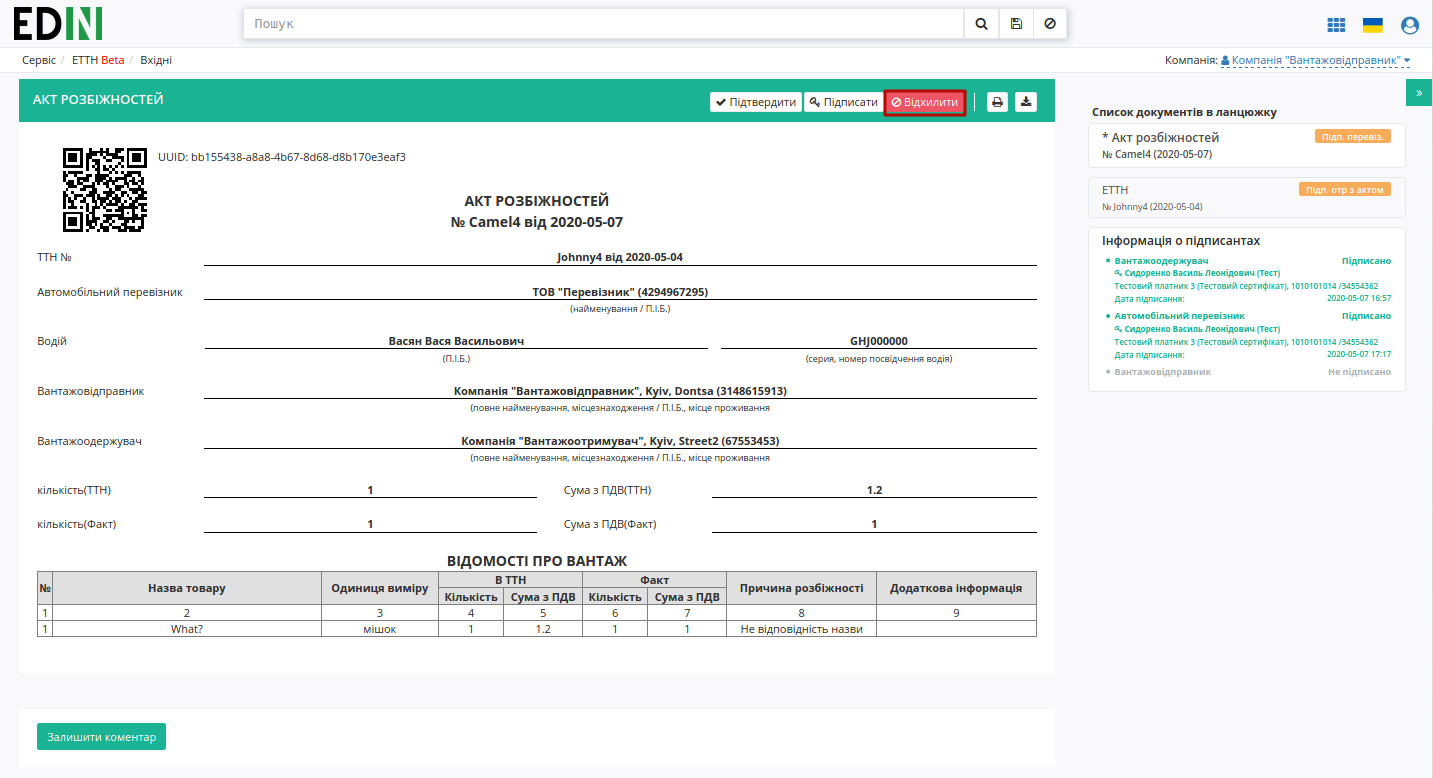 EDIN
Пошук
Сервіс / ЕТТН Beta / Вхідні
Компанія: Компанія "Вантажовідправник"
АКТ РОЗБІЖНОСТЕЙ
Підтвердити Підписати Відхилити
»
UUID: bb155438-a8a8-4b67-8d68-d8b170e3eaf3
АКТ РОЗБІЖНОСТЕЙ
№ Camel4 від 2020-05-07
ТТН № Johnny4 від 2020-05-04
Автомобільний перевізник ТОВ "Перевізник" (4294967295)
(найменування / П.І.Б.)
Водій Васян Вася Васильович GHJ000000
(П.І.Б.) (серия, номер посвідчення водія)
Вантажовідправник Компанія "Вантажовідправник", Kyiv, Dontsa (3148615913)
(повне найменування, місцезнаходження / П.І.Б., місце проживання
Вантажоодержувач Компанія "Вантажоотримувач", Kyiv, Street2 (67553453)
(повне найменування, місцезнаходження / П.І.Б., місце проживання
кількість(ТТН) 1 Сума з ПДВ(ТТН) 1.2
кількість(Факт) 1 Сума з ПДВ(Факт) 1
ВІДОМОСТІ ПРО ВАНТАЖ
№ Назва товару Одиниця виміру В ТТН Факт Причина розбіжності Додаткова інформація
Кількість Сума з ПДВ Кількість Сума з ПДВ
1 2 3 4 5 6 7 8 9
1 What? мішок 1 1.2 1 1 Не відповідність назви
Залишити коментар
Список документів в ланцюжку
* Акт розбіжностей Підп. перевіз.
№ Camel4 (2020-05-07)
ЕТТН Підп. отр з актом
№ Johnny4 (2020-05-04)
Інформація о підписантах
Вантажоодержувач Підписано
Сидоренко Василь Леонідович (Тест)
Тестовий платник 3 (Тестовий сертифікат), 1010101014 /34554362
Дата підписання: 2020-05-07 16:57
Автомобільний перевізник Підписано
Сидоренко Василь Леонідович (Тест)
Тестовий платник 3 (Тестовий сертифікат), 1010101014 /34554362
Дата підписання: 2020-05-07 17:17
Вантажовідправник Не підписано